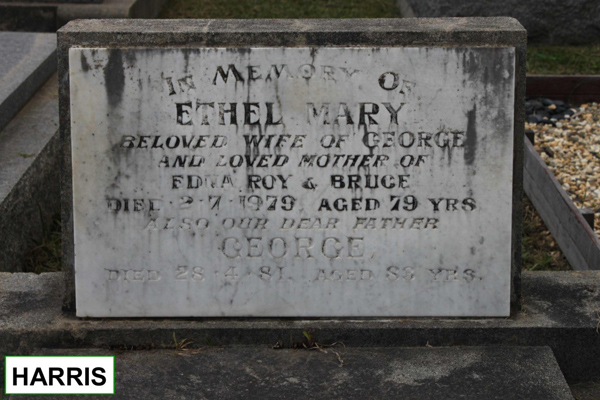 IN MEMORY OF
ETHEL MARY
BELOVED WIFE OF GEORGE
AND LOVED MOTHER OF
EDNA, ROY & BRUCE
DIED 2·7·1979, AGED 79 YRS
ALSO OUR DEAR FATHER
GEORGE
DIED 28·4·81. AGED YRS.
HARRIS